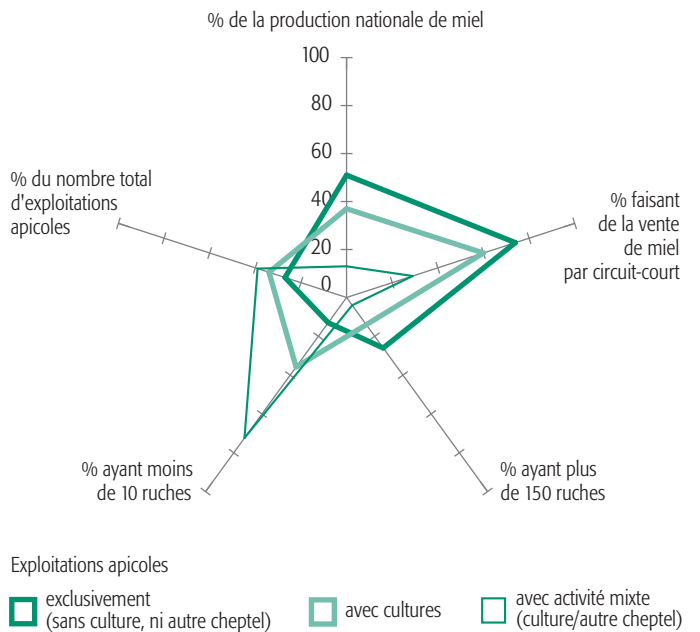 % de la production nationale de miel
100
80
60
40
20
0
% du nombre total
d'exploitations
apicoles
% faisant
de la vente
de miel
par circuit-court
% ayant moins
de 10 ruches
% ayant plus
de 150 ruches
Exploitations apicoles
exclusivement
(sans culture, ni autre cheptel)
avec cultures
avec activité mixte
(culture/autre cheptel)